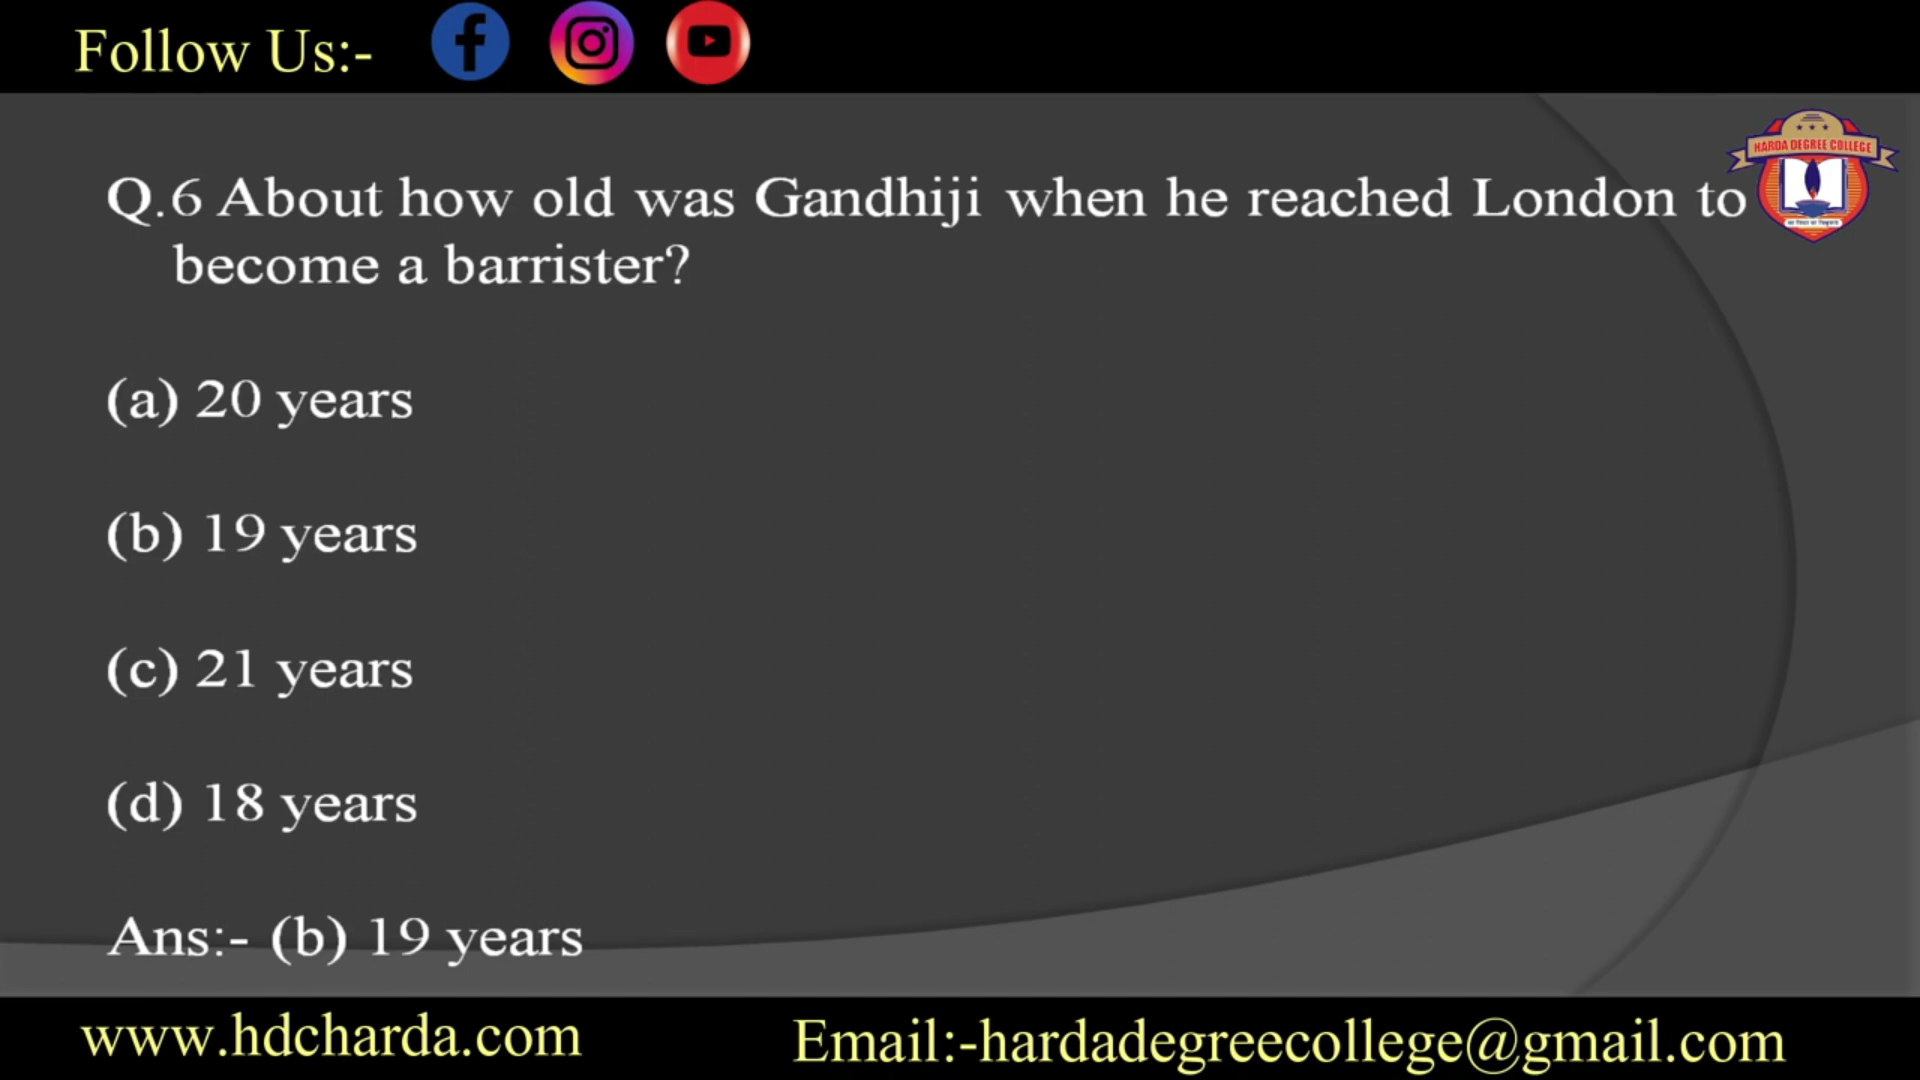 Follow Us:-
HARDA DEGREE COLLEGE
Q.6 About how old was Gandhiji when he reached London to
become a barrister?
(a) 20 years
(b) 19 years
(c) 21 years
(d) 18 years
Ans:- (b) 19 years
www.hdcharda.com
Email:-hardadegreecollege@gmail.com